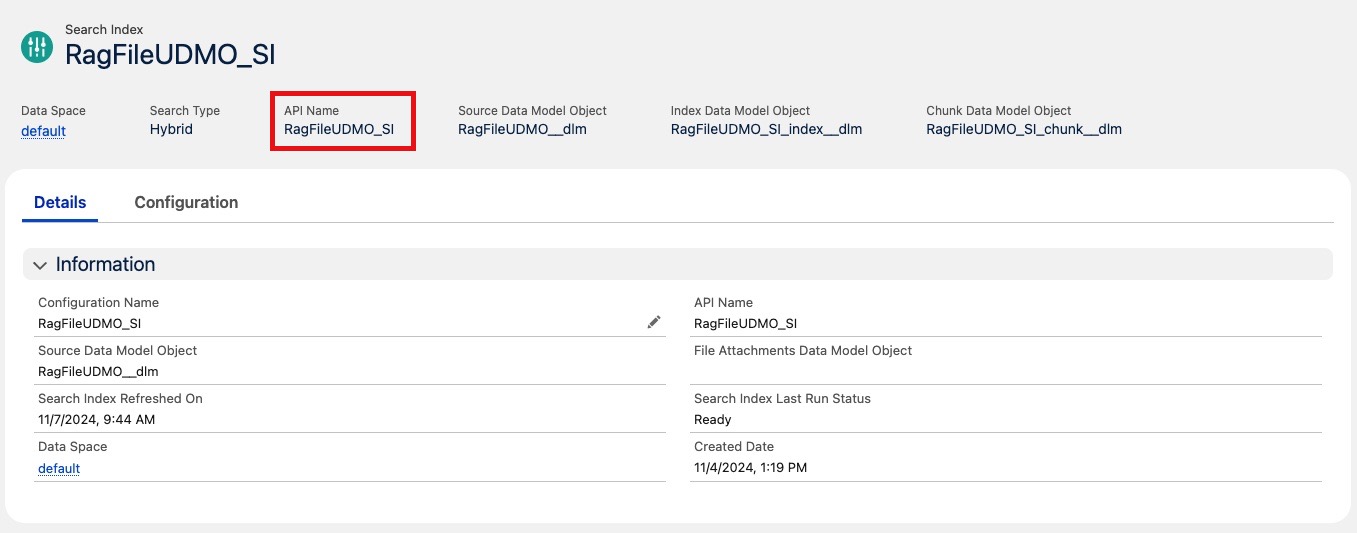 Search Index
RagFileUDMO_SI
Data Space
default
Search Type
Hybrid
API Name
RagFileUDMO_SI
Source Data Model Object
RagFileUDMO__dlm
Index Data Model Object
RagFileUDMO_SI_index__dlm
Chunk Data Model Object
RagFileUDMO_SI_chunk__dlm
Details
Configuration
Information
Configuration Name
RagFileUDMO_SI
API Name
RagFileUDMO_SI
Source Data Model Object
RagFileUDMO__dlm
File Attachments Data Model Object
Search Index Refreshed On
11/7/2024, 9:44 AM
Search Index Last Run Status
Ready
Data Space
default
Created Date
11/4/2024, 1:19 PM